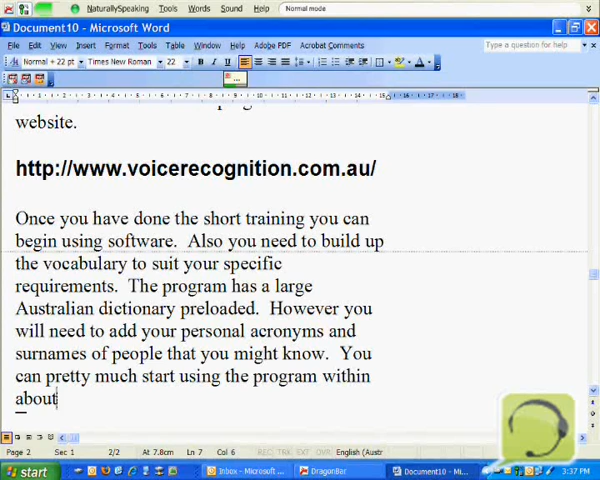 NaturallySpeaking Tools Words Sound Help Normal mode
Document10 - Microsoft Word
File Edit View Insert Format Tools Table Window Help Adobe PDF Acrobat Comments Type a question for help
Normal + 22 pt Times New Roman 22 B I U
website.
http://www.voicerecognition.com.au/
Once you have done the short training you can
begin using software. Also you need to build up
the vocabulary to suit your specific
requirements. The program has a large
Australian dictionary preloaded. However you
will need to add your personal acronyms and
surnames of people that you might know. You
can pretty much start using the program within
about
Page 2 Sec 1 2/2 At 7.8cm Ln 7 Col 6 REC TRK EXT OVR English (Austr
start Inbox - Microsoft ... DragonBar Document10 - Mi... 3:37 PM